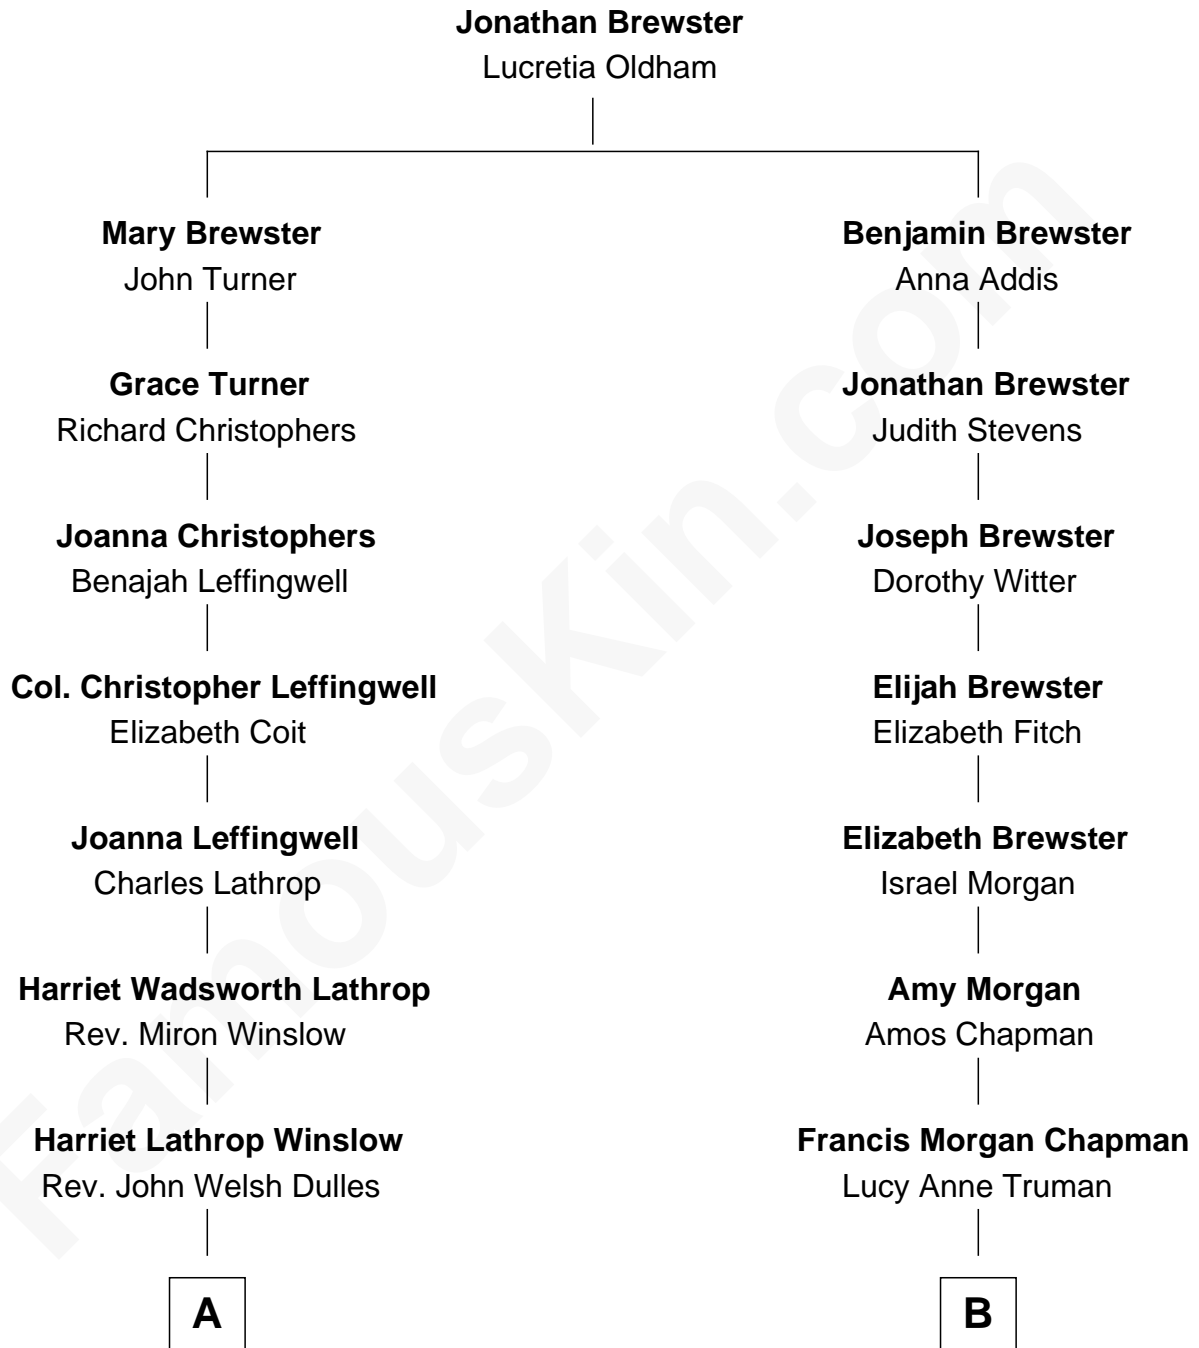 Jonathan Brewster
Lucretia Oldham
Mary Brewster
John Turner
Grace Turner
Richard Christophers
Joanna Christophers
Benajah Leffingwell
Col. Christopher Leffingwell
Elizabeth Coit
Joanna Leffingwell
Charles Lathrop
Harriet Wadsworth Lathrop
Rev. Miron Winslow
Harriet Lathrop Winslow
Rev. John Welsh Dulles
A
Benjamin Brewster
Anna Addis
Jonathan Brewster
Judith Stevens
Joseph Brewster
Dorothy Witter
Elijah Brewster
Elizabeth Fitch
Elizabeth Brewster
Israel Morgan
Amy Morgan
Amos Chapman
Francis Morgan Chapman
Lucy Anne Truman
B
FamousKin.com